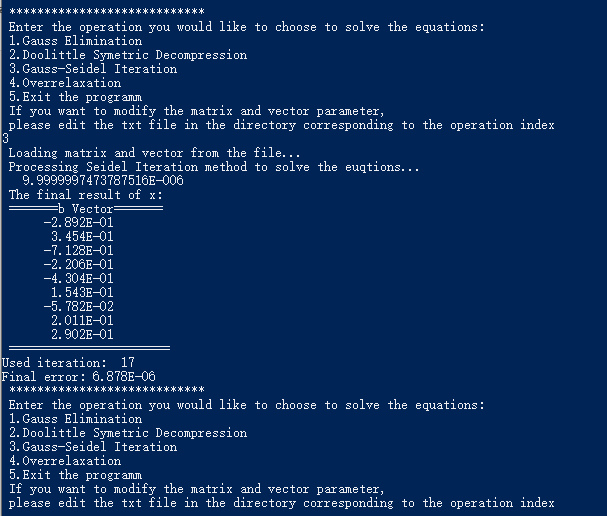 ****************************
Enter the operation you would like to choose to solve the equations:
1.Gauss Elimination
2.Doolittle Symetric Decompression
3.Gauss-Seidel Iteration
4.Overrelaxation
5.Exit the programm
If you want to modify the matrix and vector parameter,
please edit the txt file in the directory corresponding to the operation index
3
Loading matrix and vector from the file...
Processing Seidel Iteration method to solve the euqtions...
9.9999997473787516E-006
The final result of x:
=======b Vector=======
-2.892E-01
3.454E-01
-7.128E-01
-2.206E-01
-4.304E-01
1.543E-01
-5.782E-02
2.011E-01
2.902E-01
=======================
Used iteration:  17
Final error: 6.878E-06
****************************
Enter the operation you would like to choose to solve the equations:
1.Gauss Elimination
2.Doolittle Symetric Decompression
3.Gauss-Seidel Iteration
4.Overrelaxation
5.Exit the programm
If you want to modify the matrix and vector parameter,
please edit the txt file in the directory corresponding to the operation index